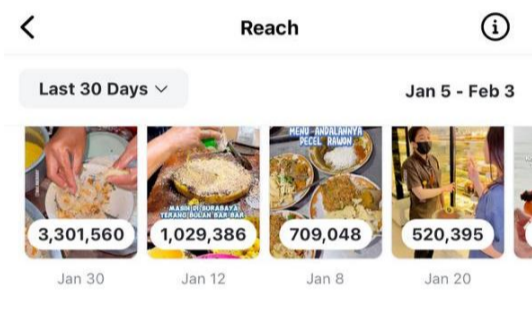 Reach
Last 30 Days
Jan 5 - Feb 3
MENU ANDALANNYA
PECEL RAWON
MASIH DI SURABAYA
TERANG BULAN BAR BAR
3,301,560
1,029,386
709,048
520,395
Jan 30
Jan 12
Jan 8
Jan 20